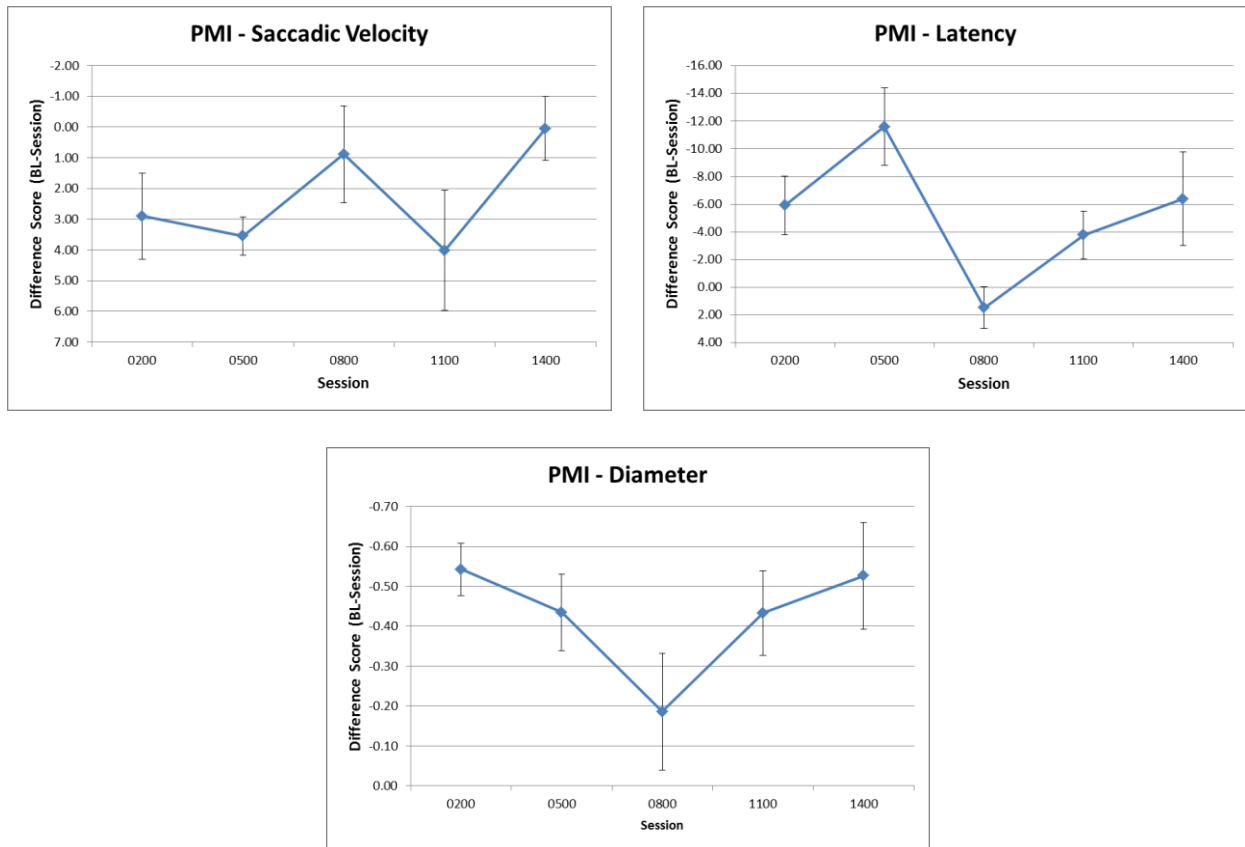 PMI - Saccadic Velocity
Difference Score (BL-Session)
-2.00
-1.00
0.00
1.00
2.00
3.00
4.00
5.00
6.00
7.00
0200 0500 0800 1100 1400
Session
PMI - Latency
Difference Score (BL-Session)
-16.00
-14.00
-12.00
-10.00
-8.00
-6.00
-4.00
-2.00
0.00
2.00
4.00
0200 0500 0800 1100 1400
Session
PMI - Diameter
Difference Score (BL-Session)
-0.70
-0.60
-0.50
-0.40
-0.30
-0.20
-0.10
0.00
0200 0500 0800 1100 1400
Session